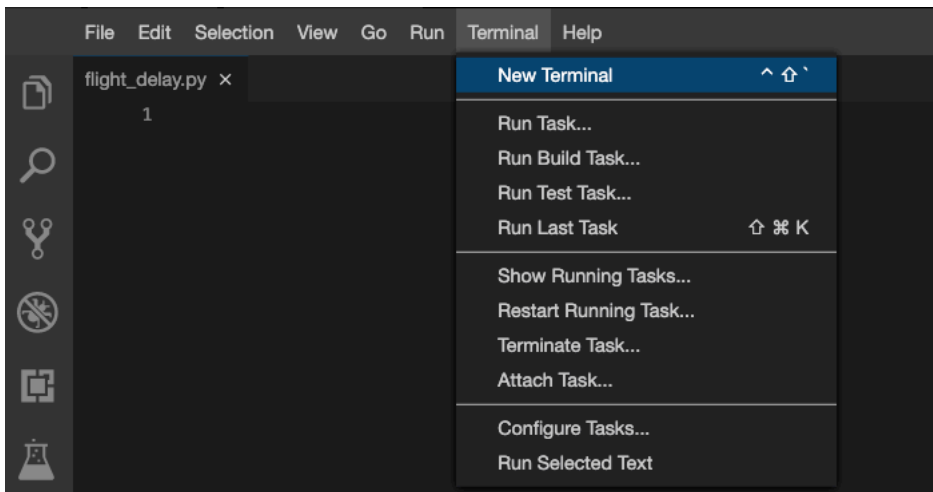 File Edit Selection View Go Run Terminal Help
flight_delay.py ×
1
New Terminal ^⇧`
Run Task...
Run Build Task...
Run Test Task...
Run Last Task ⇧⌘K
Show Running Tasks...
Restart Running Task...
Terminate Task...
Attach Task...
Configure Tasks...
Run Selected Text